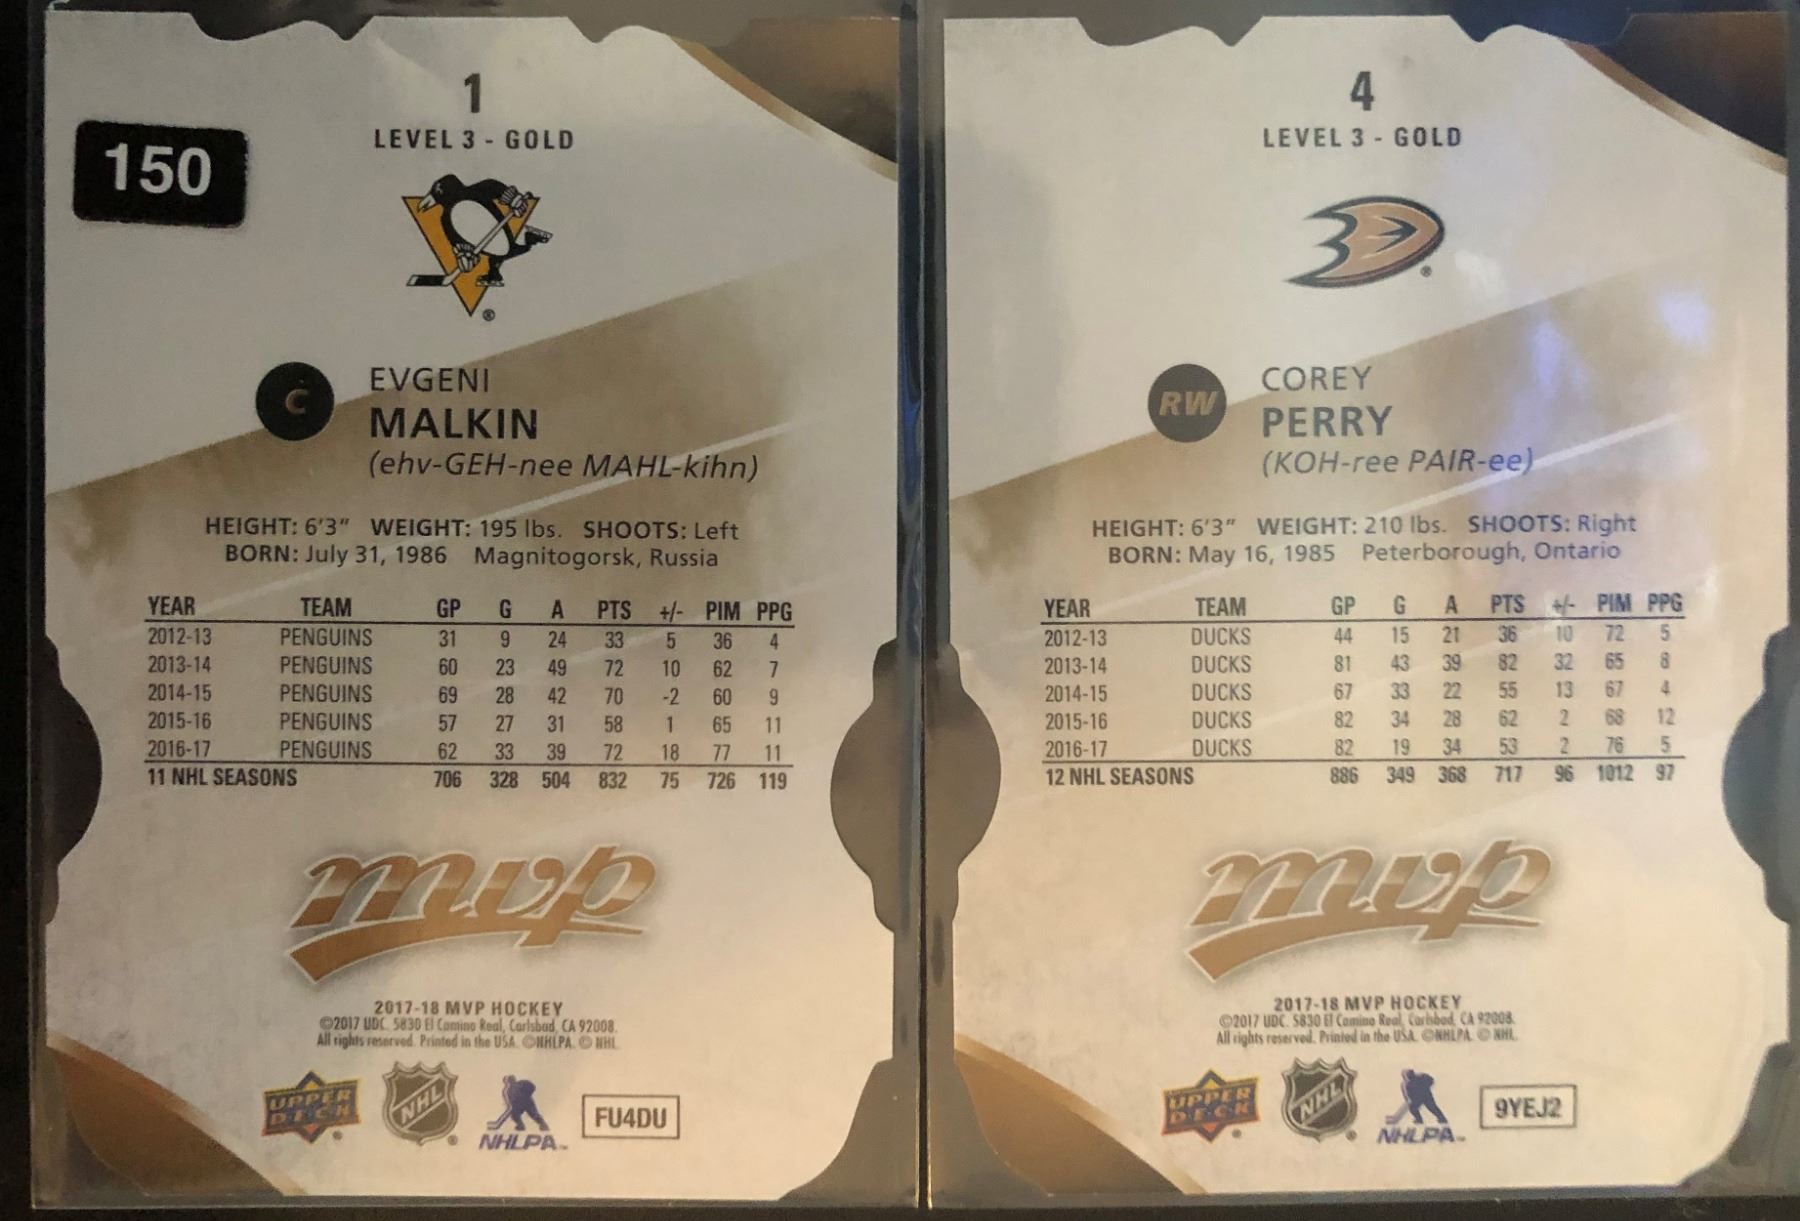 150
1
LEVEL 3 - GOLD
®
C
EVGENI
MALKIN
(ehv-GEH-nee MAHL-kihn)
HEIGHT: 6'3" WEIGHT: 195 lbs. SHOOTS: Left
BORN: July 31, 1986 Magnitogorsk, Russia
YEAR TEAM GP G A PTS +/- PIM PPG
2012-13 PENGUINS 31 9 24 33 5 36 4
2013-14 PENGUINS 60 23 49 72 10 62 7
2014-15 PENGUINS 69 28 42 70 -2 60 9
2015-16 PENGUINS 57 27 31 58 1 65 11
2016-17 PENGUINS 62 33 39 72 18 77 11
11 NHL SEASONS 706 328 504 832 75 726 119
mvp
2017-18 MVP HOCKEY
©2017 UDC. 5830 El Camino Real, Carlsbad, CA 92008.
All rights reserved. Printed in the USA. ©NHLPA. © NHL.
UPPER DECK NHL NHLPA FU4DU
4
LEVEL 3 - GOLD
®
RW
COREY
PERRY
(KOH-ree PAIR-ee)
HEIGHT: 6'3" WEIGHT: 210 lbs. SHOOTS: Right
BORN: May 16, 1985 Peterborough, Ontario
YEAR TEAM GP G A PTS +/- PIM PPG
2012-13 DUCKS 44 15 21 36 10 72 5
2013-14 DUCKS 81 43 39 82 32 65 8
2014-15 DUCKS 67 33 22 55 13 67 4
2015-16 DUCKS 82 34 28 62 2 68 12
2016-17 DUCKS 82 19 34 53 2 76 5
12 NHL SEASONS 886 349 368 717 96 1012 97
mvp
2017-18 MVP HOCKEY
©2017 UDC. 5830 El Camino Real, Carlsbad, CA 92008.
All rights reserved. Printed in the USA. ©NHLPA. © NHL.
UPPER DECK NHL NHLPA 9YEJ2